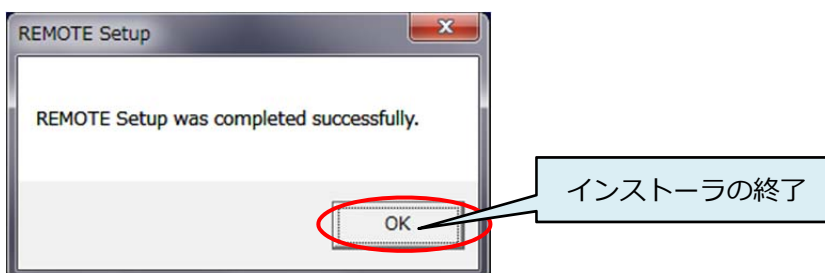 REMOTE Setup
REMOTE Setup was completed successfully.
インストーラの終了
OK